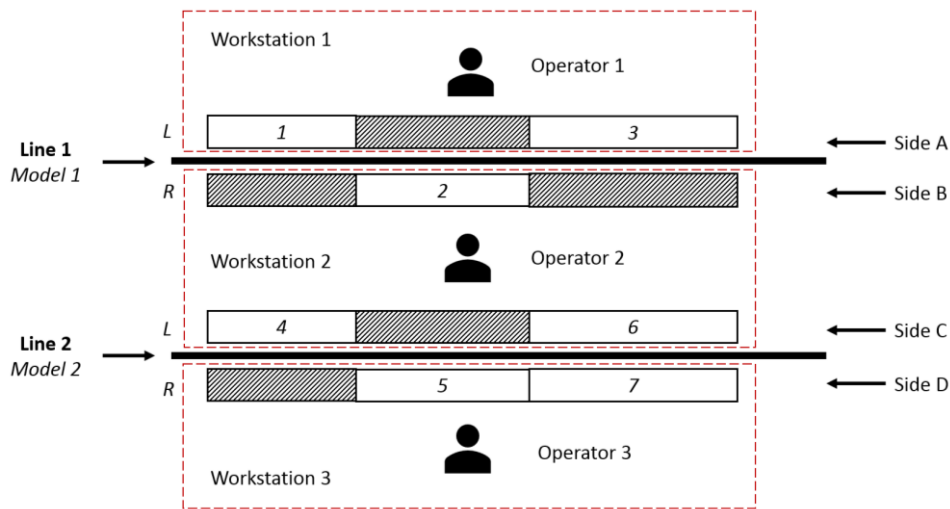 Workstation 1
Operator 1
L 1 3
Side A
Line 1
Model 1
R 2
Side B
Workstation 2
Operator 2
L 4 6
Side C
Line 2
Model 2
R 5 7
Side D
Operator 3
Workstation 3